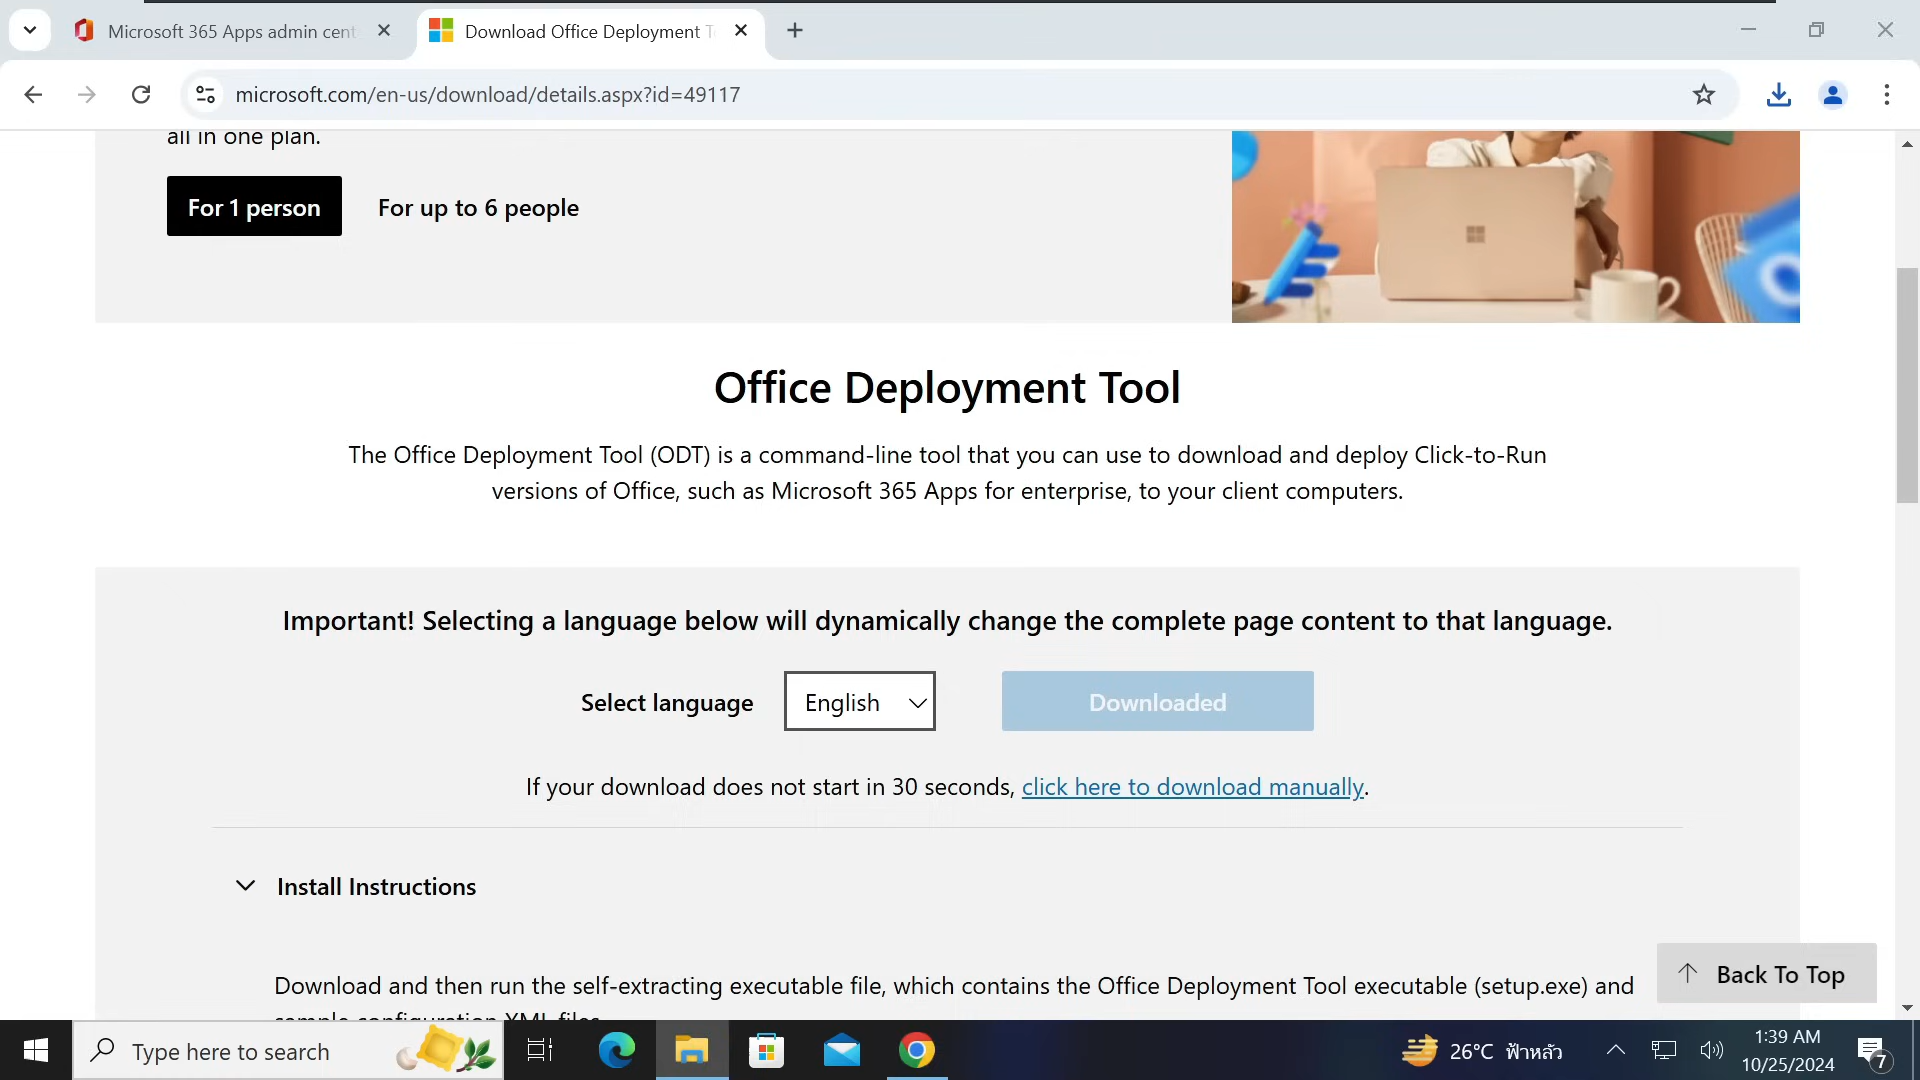 Microsoft 365 Apps admin cent
Download Office Deployment T
microsoft.com/en-us/download/details.aspx?id=49117
all in one plan.
For 1 person
For up to 6 people
Office Deployment Tool
The Office Deployment Tool (ODT) is a command-line tool that you can use to download and deploy Click-to-Run
versions of Office, such as Microsoft 365 Apps for enterprise, to your client computers.
Important! Selecting a language below will dynamically change the complete page content to that language.
Select language
English
Downloaded
If your download does not start in 30 seconds, click here to download manually.
Install Instructions
Download and then run the self-extracting executable file, which contains the Office Deployment Tool executable (setup.exe) and
sample configuration XML files
Back To Top
Type here to search
26°C ฟ้าหลัว
1:39 AM
10/25/2024
7